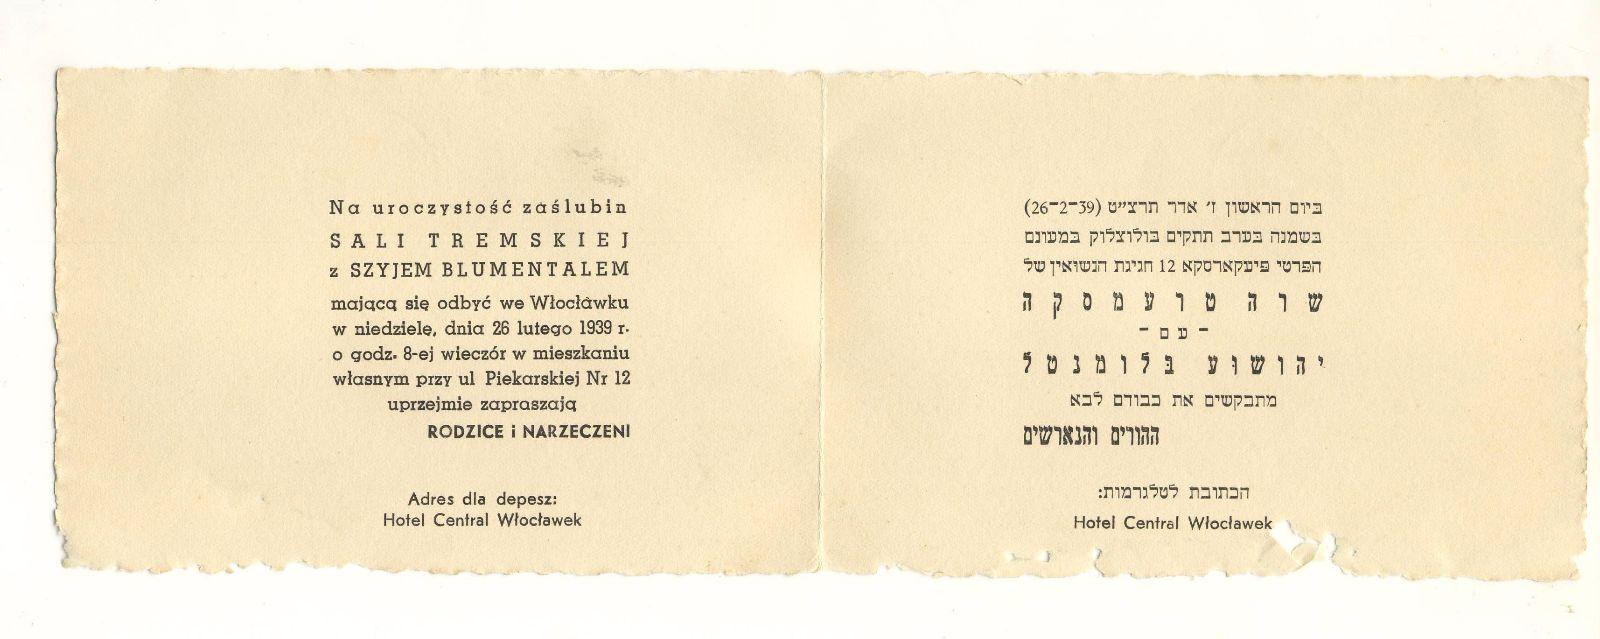 Na uroczystość zaślubin
SALI TREMSKIEJ
z SZYJEM BLUMENTALEM
mającą się odbyć we Włocławku
w niedzielę, dnia 26 lutego 1939 r.
o godz. 8-ej wieczór w mieszkaniu
własnym przy ul Piekarskiej Nr 12
uprzejmie zapraszają
RODZICE i NARZECZENI
Adres dla depesz:
Hotel Central Włocławek
ביום הראשון ז׳ אדר תרצ״ט (26-2-39)
בשמנה בערב תתקים בולוצלוק במעונם
הפרטי פיעקארסקא 12 חגיגת הנשואין של
שרה טרעמסקה
- עם -
יהושוע בלומנטל
מתבקשים את כבודם לבא
ההורים והנארשים
הכתובת לטלגרמות:
Hotel Central Włocławek